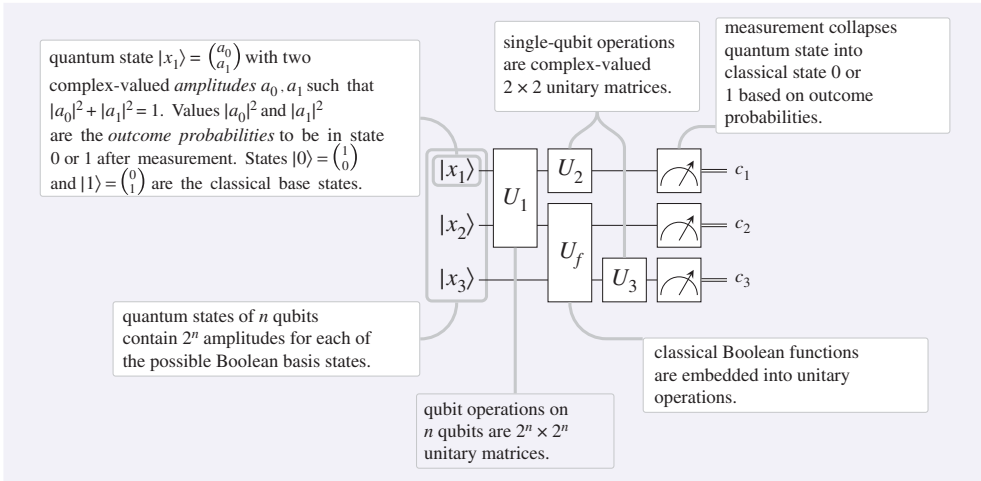 quantum state |x₁⟩ = (a₀ a₁) with two
complex-valued amplitudes a₀, a₁ such that
|a₀|² + |a₁|² = 1. Values |a₀|² and |a₁|²
are the outcome probabilities to be in state
0 or 1 after measurement. States |0⟩ = (1 0)
and |1⟩ = (0 1) are the classical base states.
single-qubit operations
are complex-valued
2 × 2 unitary matrices.
measurement collapses
quantum state into
classical state 0 or
1 based on outcome
probabilities.
|x₁⟩ U₁ U₂ c₁
|x₂⟩ U_f c₂
|x₃⟩ U₃ c₃
quantum states of n qubits
contain 2ⁿ amplitudes for each of
the possible Boolean basis states.
qubit operations on
n qubits are 2ⁿ × 2ⁿ
unitary matrices.
classical Boolean functions
are embedded into unitary
operations.